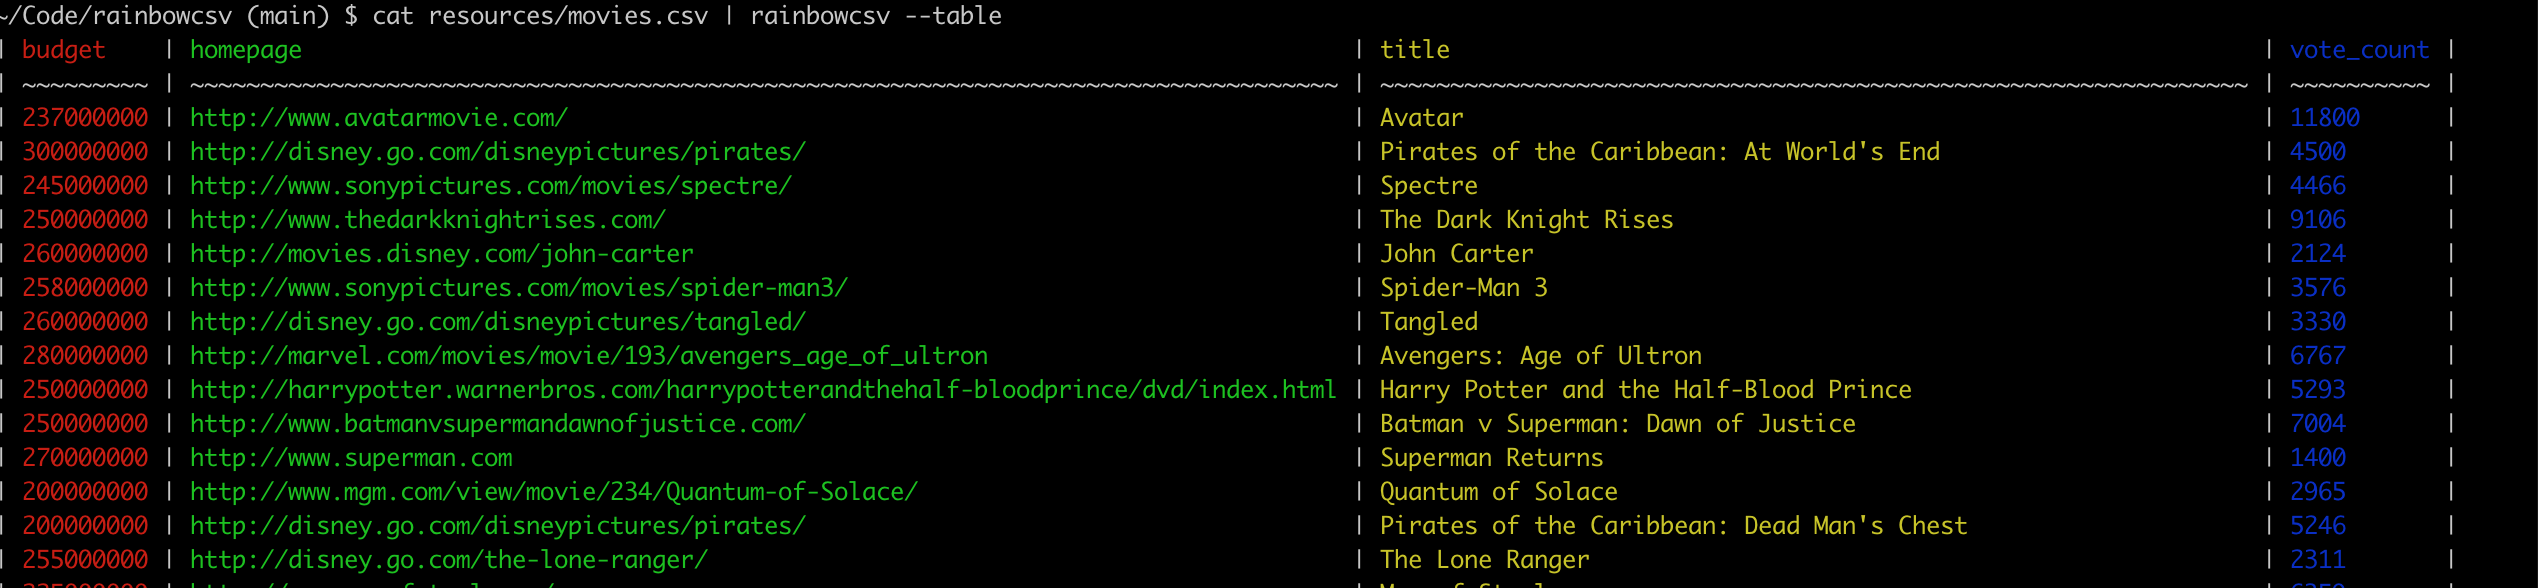 ~/Code/rainbowcsv (main) $ cat resources/movies.csv | rainbowcsv --table
| budget    | homepage                                                                           | title                                                          | vote_count |
| ~~~~~~~~~ | ~~~~~~~~~~~~~~~~~~~~~~~~~~~~~~~~~~~~~~~~~~~~~~~~~~~~~~~~~~~~~~~~~~~~~~~~~~~~~~~~~~ | ~~~~~~~~~~~~~~~~~~~~~~~~~~~~~~~~~~~~~~~~~~~~~~~~~~~~~~~~~~~~~~ | ~~~~~~~~~~ |
| 237000000 | http://www.avatarmovie.com/                                                        | Avatar                                                         | 11800      |
| 300000000 | http://disney.go.com/disneypictures/pirates/                                       | Pirates of the Caribbean: At World's End                       | 4500       |
| 245000000 | http://www.sonypictures.com/movies/spectre/                                        | Spectre                                                        | 4466       |
| 250000000 | http://www.thedarkknightrises.com/                                                 | The Dark Knight Rises                                          | 9106       |
| 260000000 | http://movies.disney.com/john-carter                                               | John Carter                                                    | 2124       |
| 258000000 | http://www.sonypictures.com/movies/spider-man3/                                    | Spider-Man 3                                                   | 3576       |
| 260000000 | http://disney.go.com/disneypictures/tangled/                                       | Tangled                                                        | 3330       |
| 280000000 | http://marvel.com/movies/movie/193/avengers_age_of_ultron                          | Avengers: Age of Ultron                                        | 6767       |
| 250000000 | http://harrypotter.warnerbros.com/harrypotterandthehalf-bloodprince/dvd/index.html | Harry Potter and the Half-Blood Prince                         | 5293       |
| 250000000 | http://www.batmanvsupermandawnofjustice.com/                                       | Batman v Superman: Dawn of Justice                             | 7004       |
| 270000000 | http://www.superman.com                                                            | Superman Returns                                               | 1400       |
| 200000000 | http://www.mgm.com/view/movie/234/Quantum-of-Solace/                               | Quantum of Solace                                              | 2965       |
| 200000000 | http://disney.go.com/disneypictures/pirates/                                       | Pirates of the Caribbean: Dead Man's Chest                     | 5246       |
| 255000000 | http://disney.go.com/the-lone-ranger/                                              | The Lone Ranger                                                | 2311       |